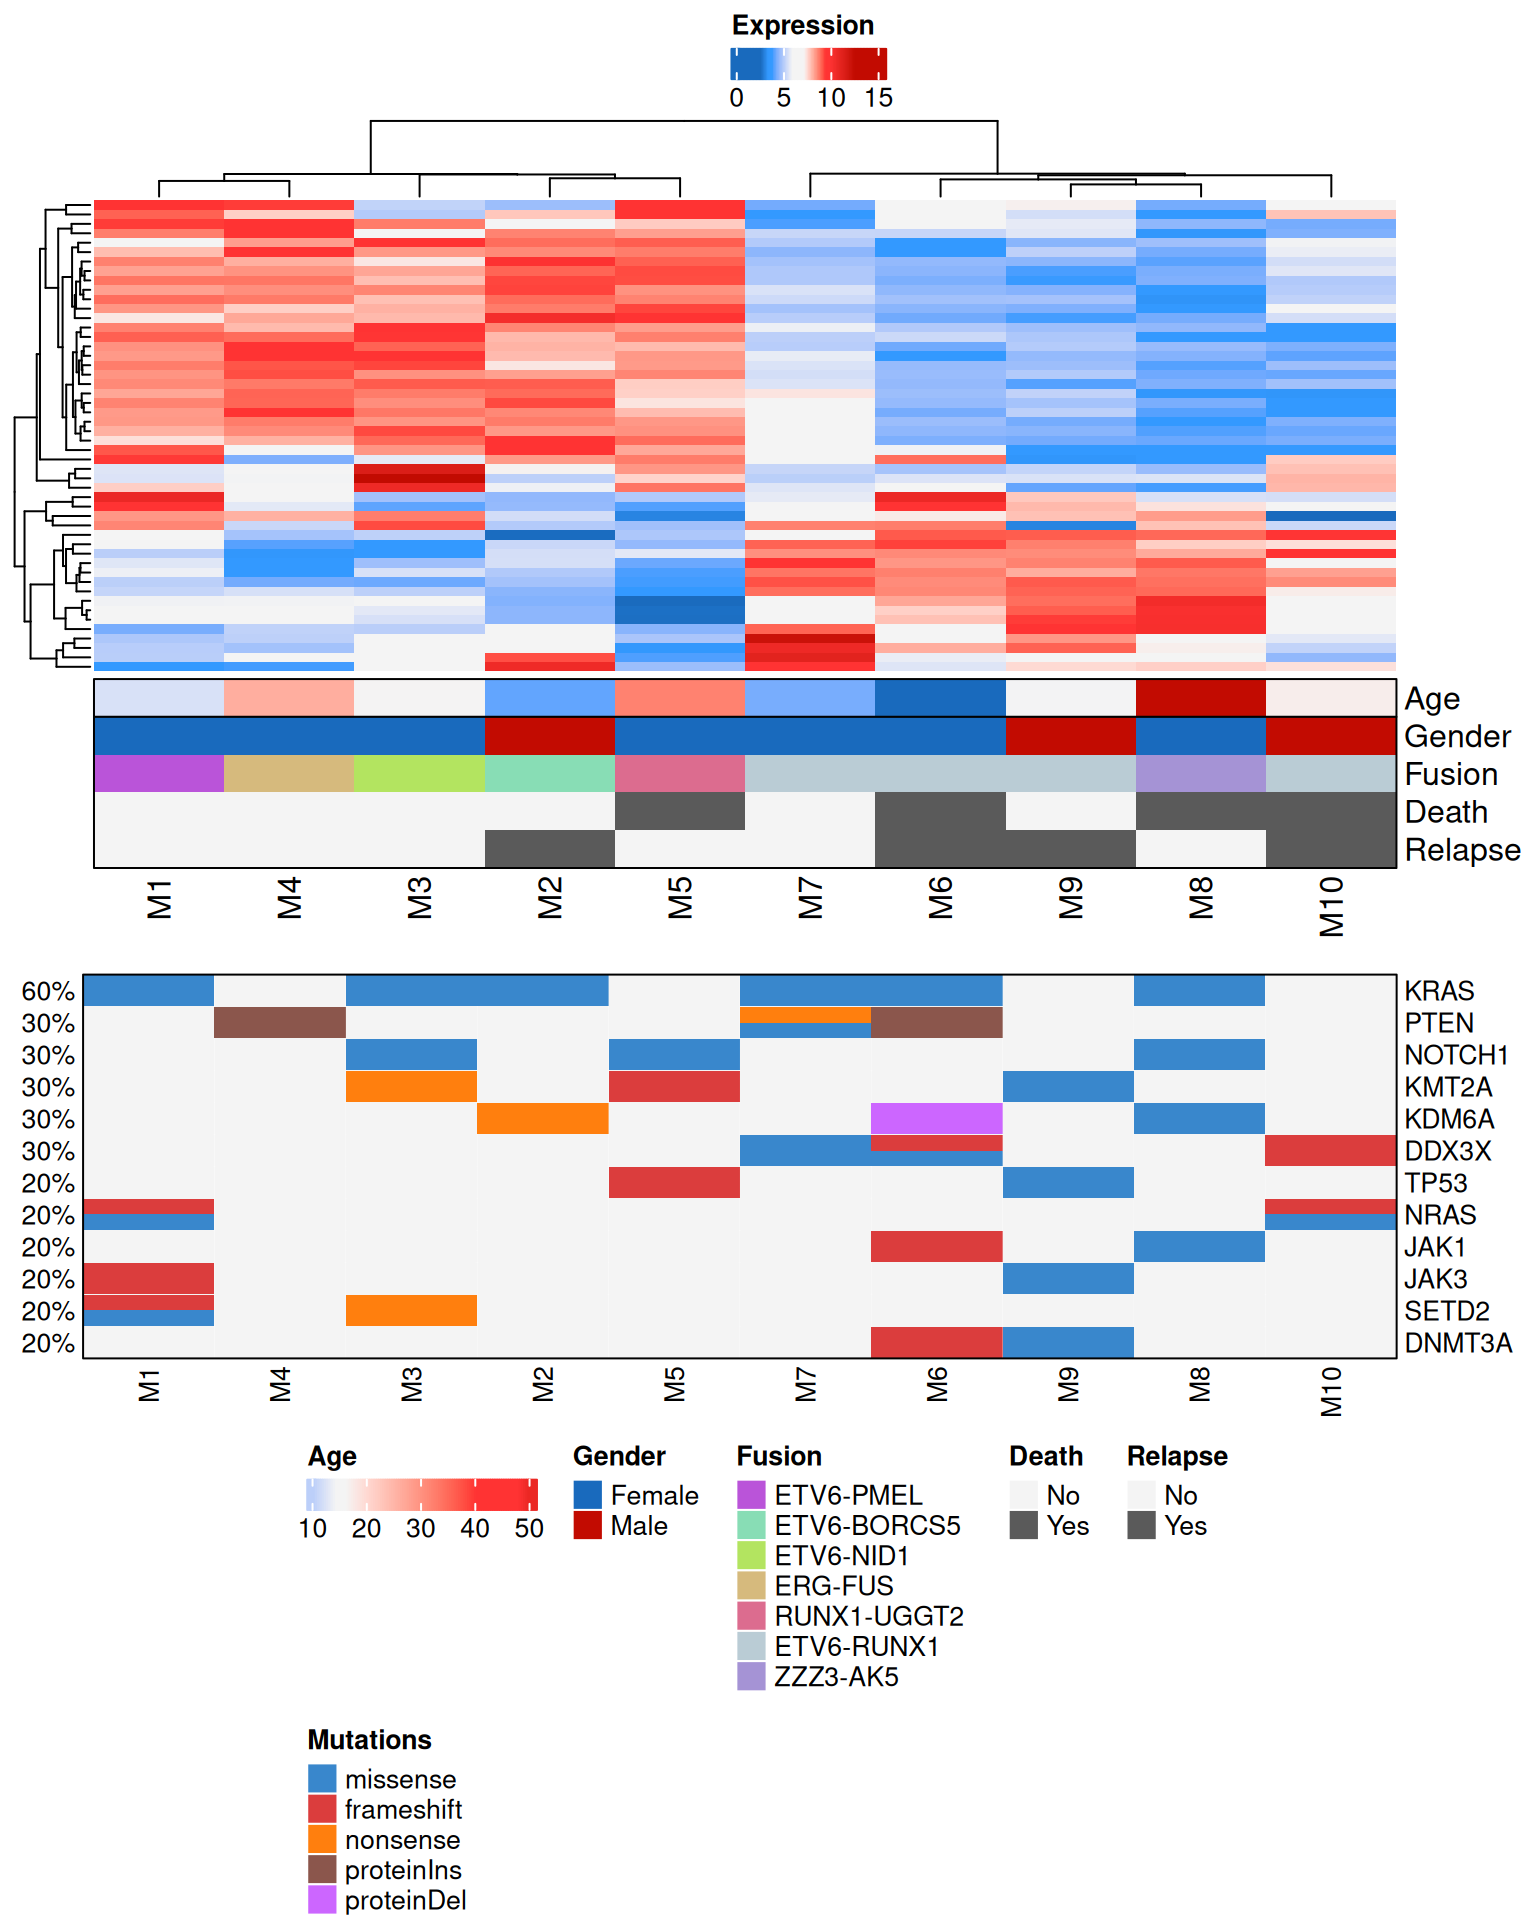 Expression
0 5 10 15
Age
Gender
Fusion
Death
Relapse
M1 M4 M3 M2 M5 M7 M6 M9 M8 M10
60% KRAS
30% PTEN
30% NOTCH1
30% KMT2A
30% KDM6A
30% DDX3X
20% TP53
20% NRAS
20% JAK1
20% JAK3
20% SETD2
20% DNMT3A
M1 M4 M3 M2 M5 M7 M6 M9 M8 M10
Age
10 20 30 40 50
Gender
Female
Male
Fusion
ETV6-PMEL
ETV6-BORCS5
ETV6-NID1
ERG-FUS
RUNX1-UGGT2
ETV6-RUNX1
ZZZ3-AK5
Death
No
Yes
Relapse
No
Yes
Mutations
missense
frameshift
nonsense
proteinIns
proteinDel